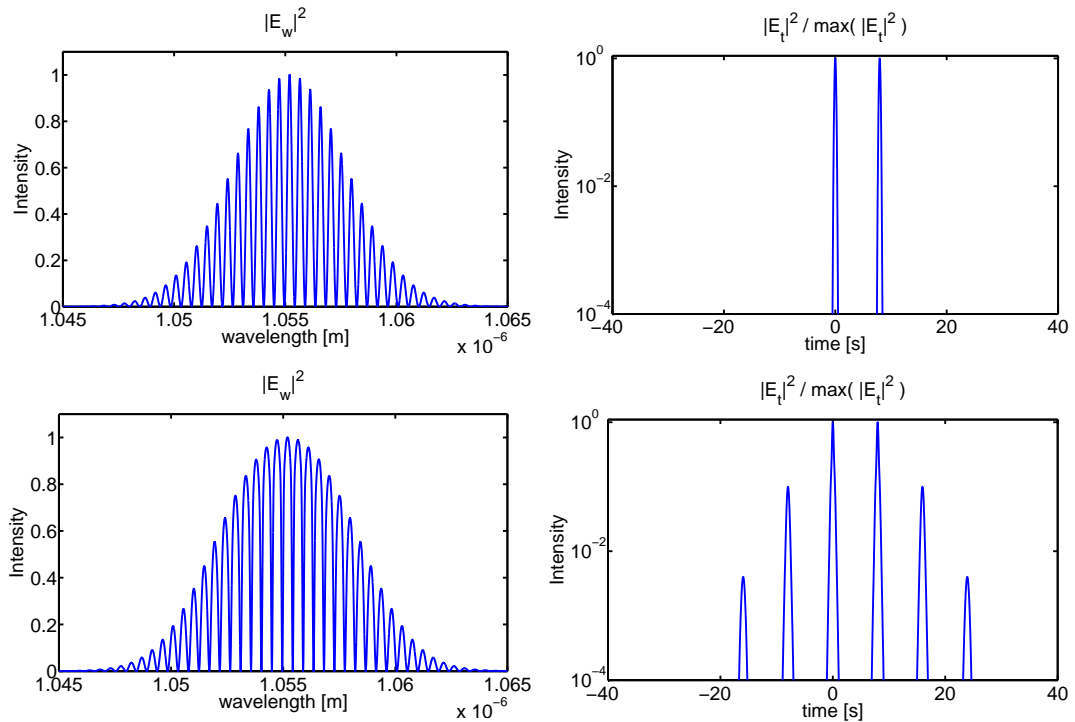 |E_w|^2
Intensity
1
0.8
0.6
0.4
0.2
0
1.045 1.05 1.055 1.06 1.065
wavelength [m]
x 10^-6
|E_t|^2 / max( |E_t|^2 )
Intensity
10^0
10^-2
10^-4
-40 -20 0 20 40
time [s]
|E_w|^2
Intensity
1
0.8
0.6
0.4
0.2
0
1.045 1.05 1.055 1.06 1.065
wavelength [m]
x 10^-6
|E_t|^2 / max( |E_t|^2 )
Intensity
10^0
10^-2
10^-4
-40 -20 0 20 40
time [s]